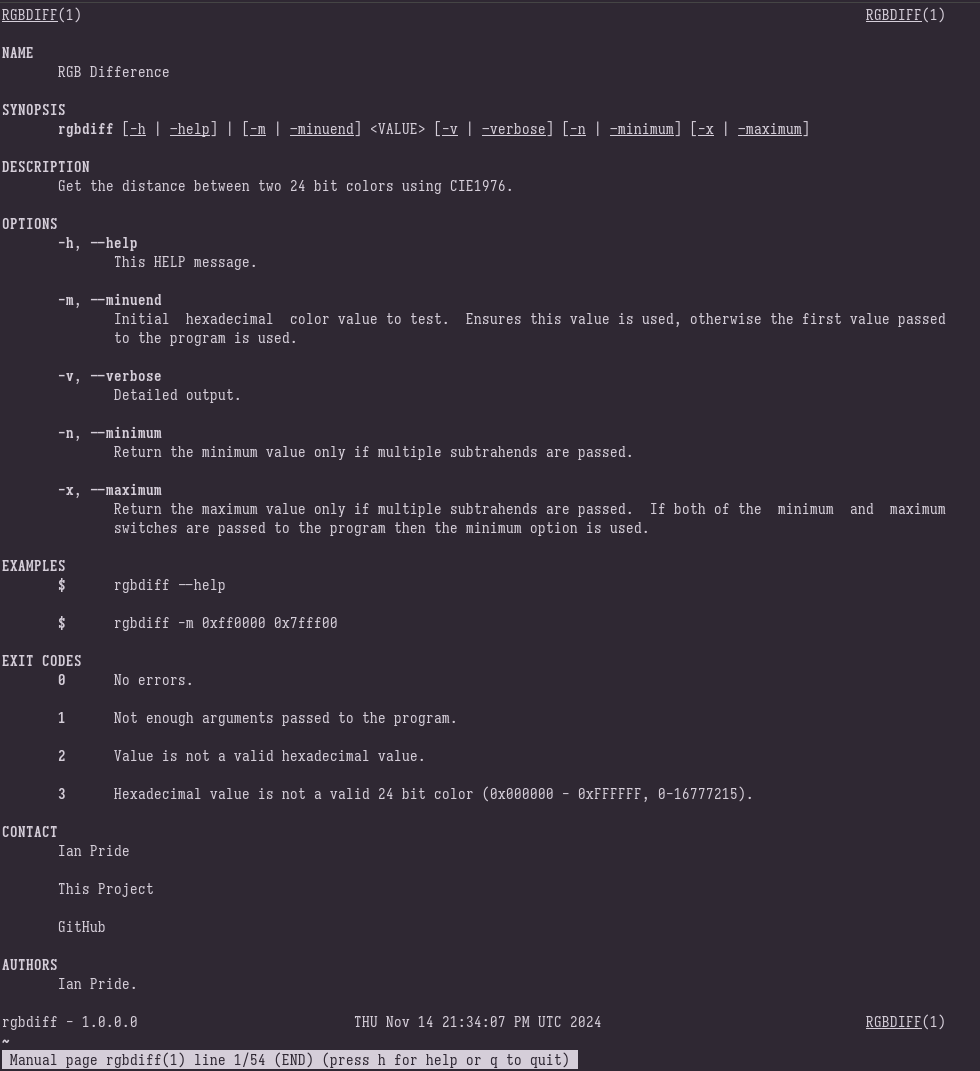 RGBDIFF(1) RGBDIFF(1)
NAME
RGB Difference
SYNOPSIS
rgbdiff [-h | -help] | [-m | -minuend] <VALUE> [-v | -verbose] [-n | -minimum] [-x | -maximum]
DESCRIPTION
Get the distance between two 24 bit colors using CIE1976.
OPTIONS
-h, --help
This HELP message.
-m, --minuend
Initial  hexadecimal  color value to test.  Ensures this value is used, otherwise the first value passed
to the program is used.
-v, --verbose
Detailed output.
-n, --minimum
Return the minimum value only if multiple subtrahends are passed.
-x, --maximum
Return the maximum value only if multiple subtrahends are passed.  If both of the  minimum  and  maximum
switches are passed to the program then the minimum option is used.
EXAMPLES
$ rgbdiff --help
$ rgbdiff -m 0xff0000 0x7fff00
EXIT CODES
0 No errors.
1 Not enough arguments passed to the program.
2 Value is not a valid hexadecimal value.
3 Hexadecimal value is not a valid 24 bit color (0x000000 - 0xFFFFFF, 0-16777215).
CONTACT
Ian Pride
This Project
GitHub
AUTHORS
Ian Pride.
rgbdiff - 1.0.0.0 THU Nov 14 21:34:07 PM UTC 2024 RGBDIFF(1)
~
Manual page rgbdiff(1) line 1/54 (END) (press h for help or q to quit)